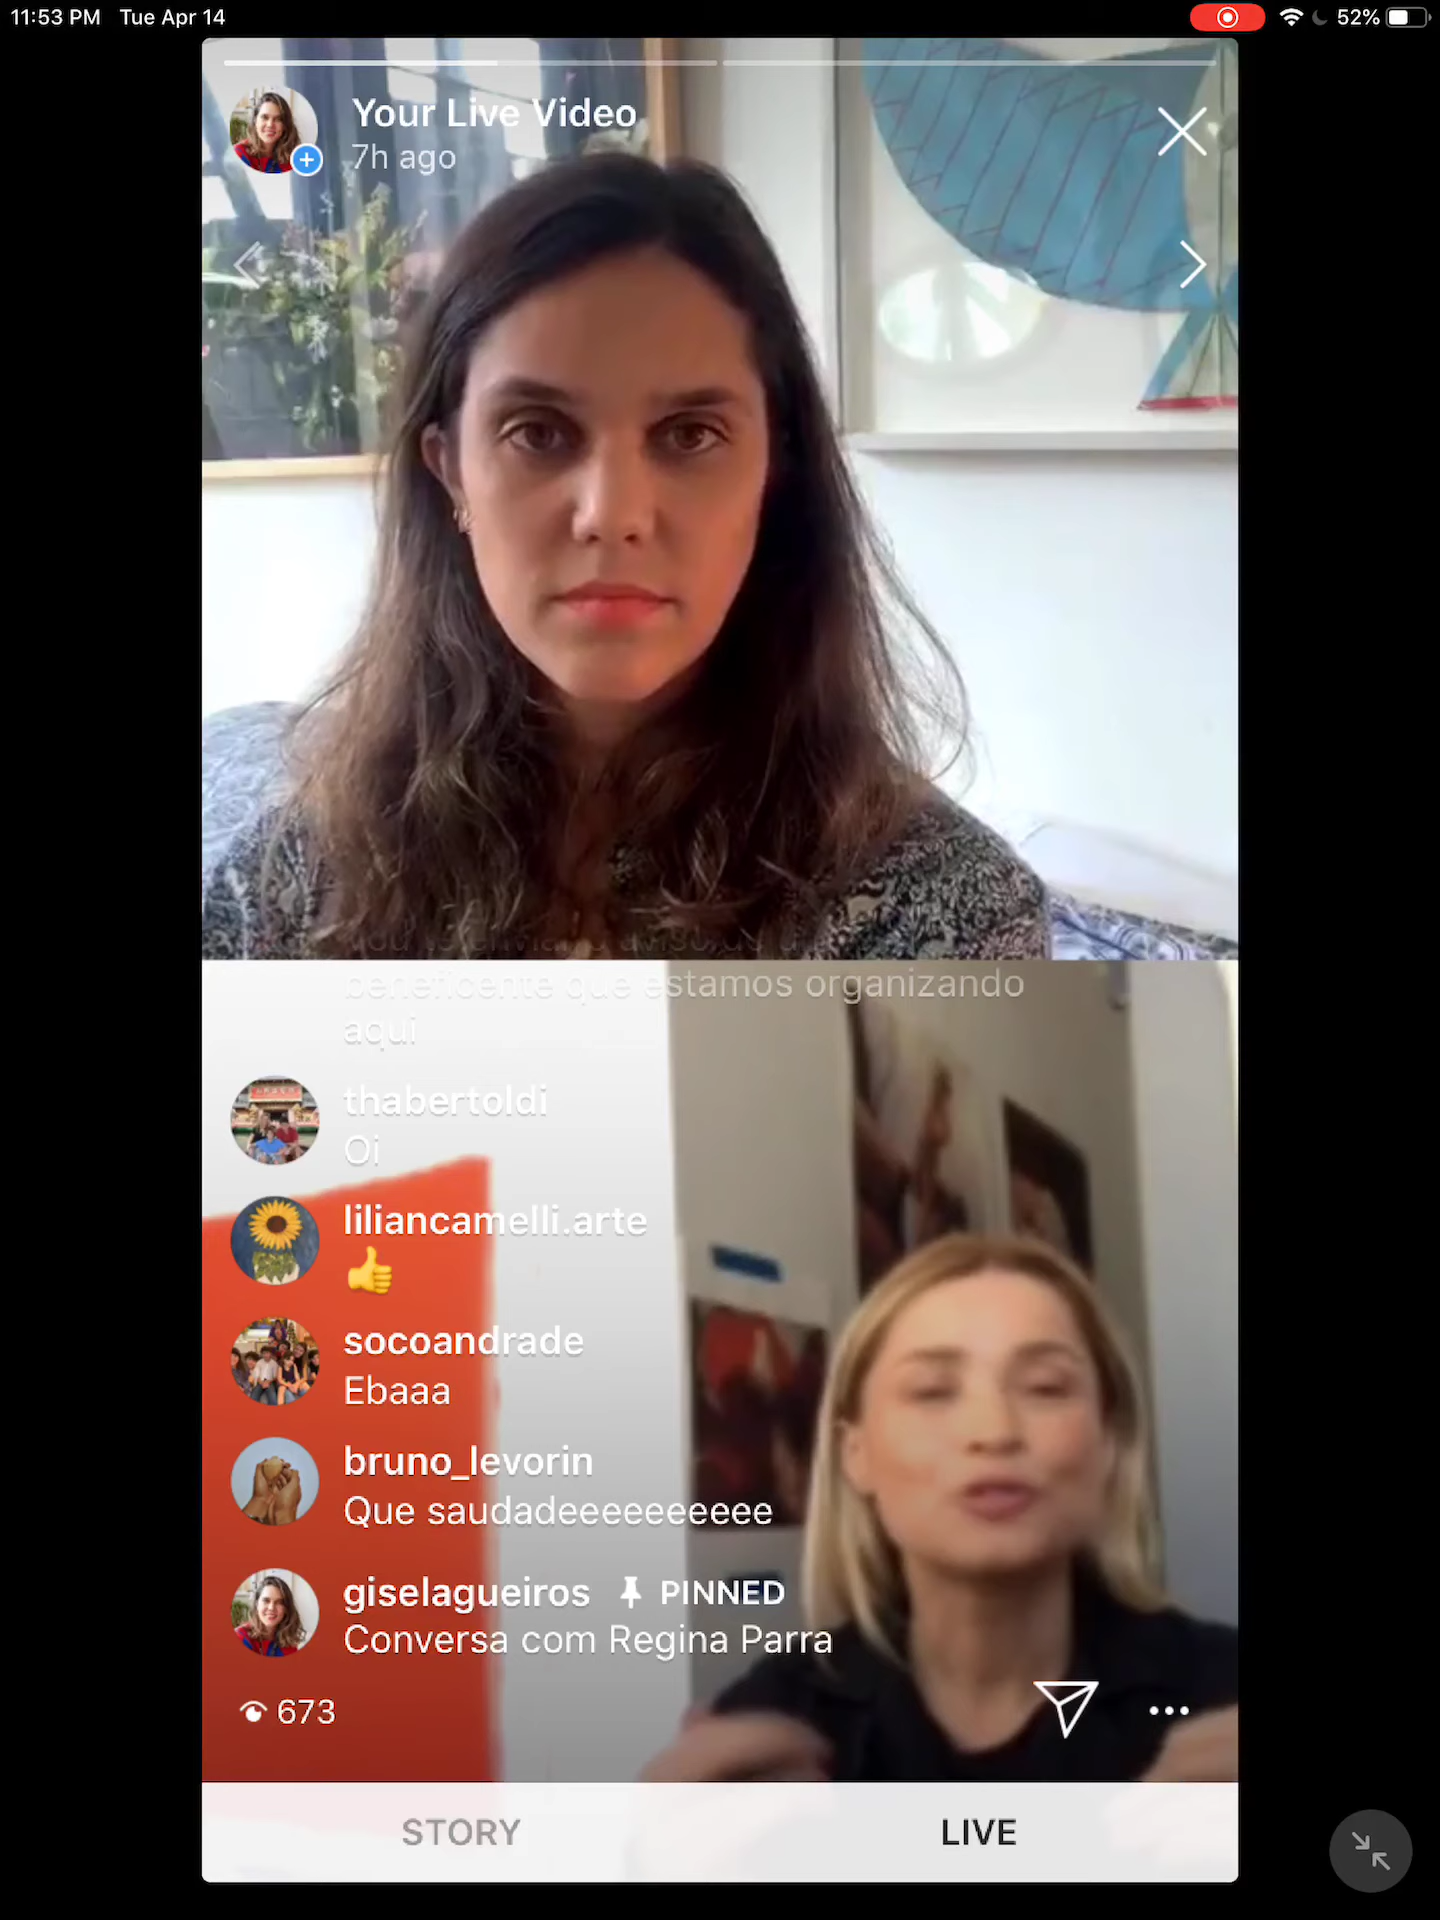 11:53 PM Tue Apr 14
52%
Your Live Video
7h ago
beneficente que estamos organizando
aqui
thabertoldi
Oi
liliancamelli.arte
👍
socoandrade
Ebaaa
bruno_levorin
Que saudadeeeeeeeeee
giselagueiros PINNED
Conversa com Regina Parra
673
STORY LIVE